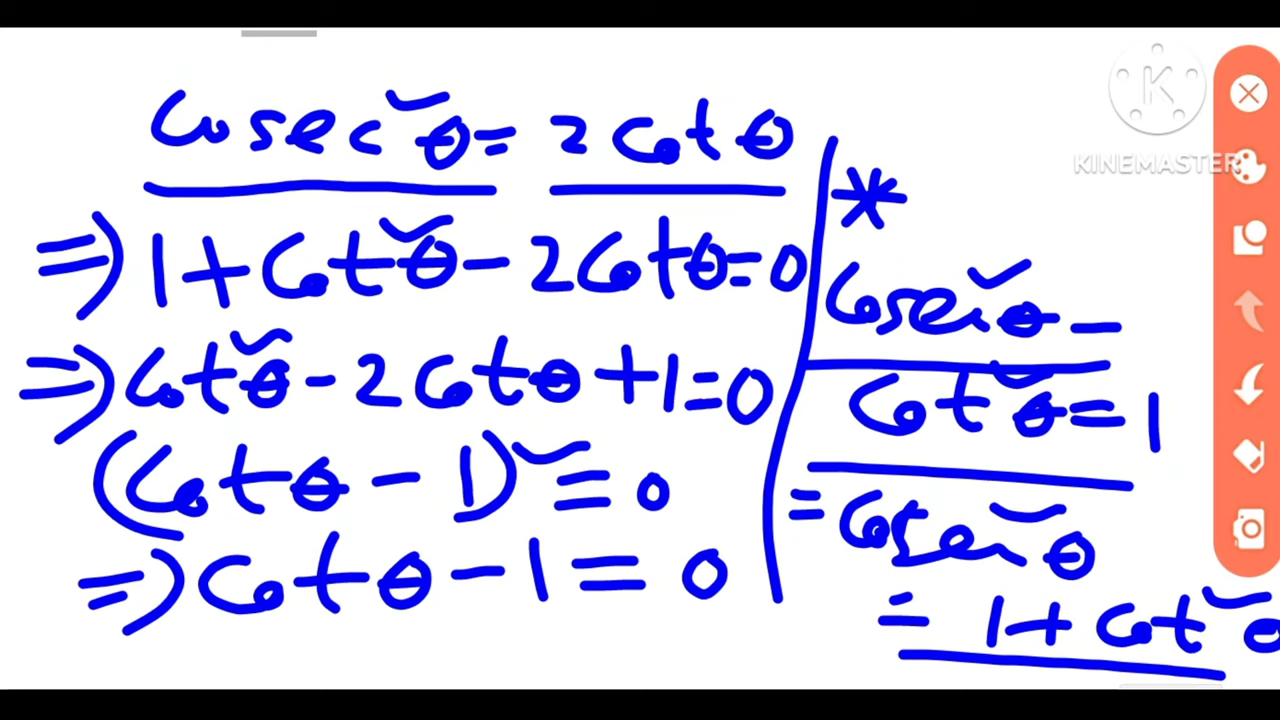 cosec²θ = 2cotθ
⇒ 1 + cot²θ - 2cotθ = 0
⇒ cot²θ - 2cotθ + 1 = 0
(cotθ - 1)² = 0
⇒ cotθ - 1 = 0
*
cosec²θ -
cot²θ = 1
= cosec²θ
= 1 + cot²θ
KINEMASTER